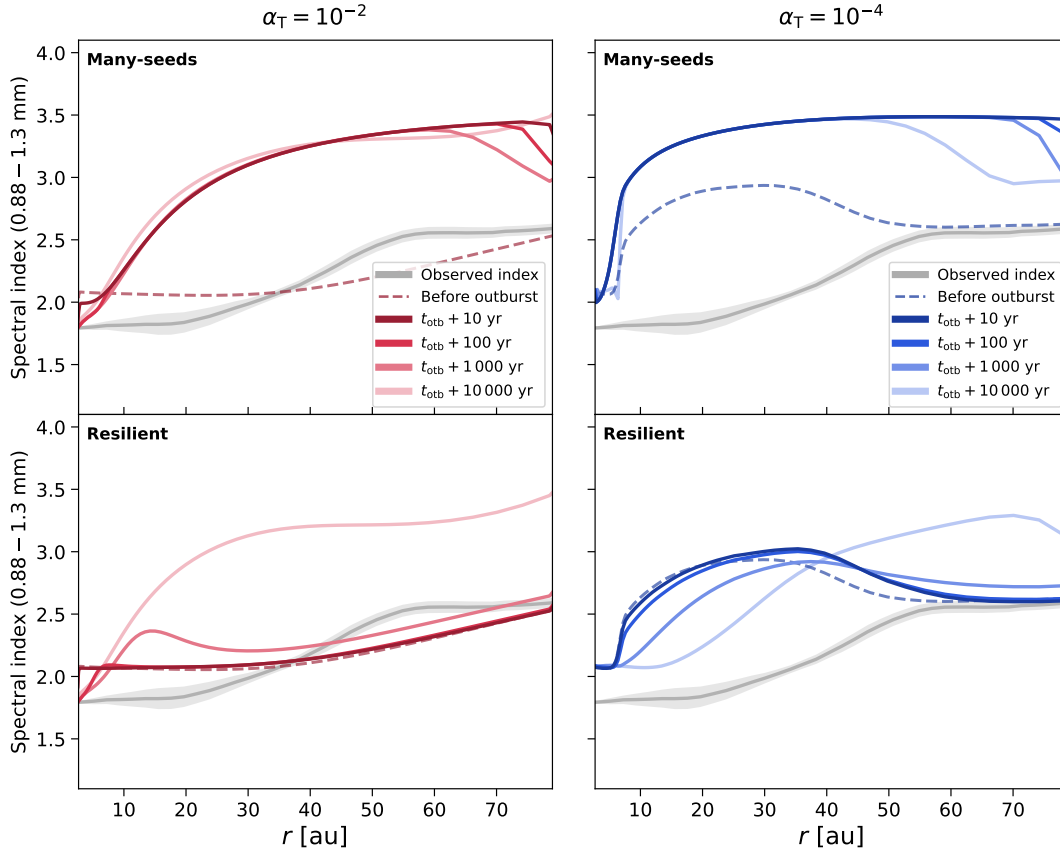 α_T = 10⁻²
α_T = 10⁻⁴
Many-seeds
Many-seeds
Spectral index (0.88 − 1.3 mm)
4.0
3.5
3.0
2.5
2.0
1.5
Observed index
Before outburst
t_otb + 10 yr
t_otb + 100 yr
t_otb + 1 000 yr
t_otb + 10 000 yr
Observed index
Before outburst
t_otb + 10 yr
t_otb + 100 yr
t_otb + 1 000 yr
t_otb + 10 000 yr
Resilient
Resilient
Spectral index (0.88 − 1.3 mm)
4.0
3.5
3.0
2.5
2.0
1.5
10 20 30 40 50 60 70
10 20 30 40 50 60 70
r [au]
r [au]